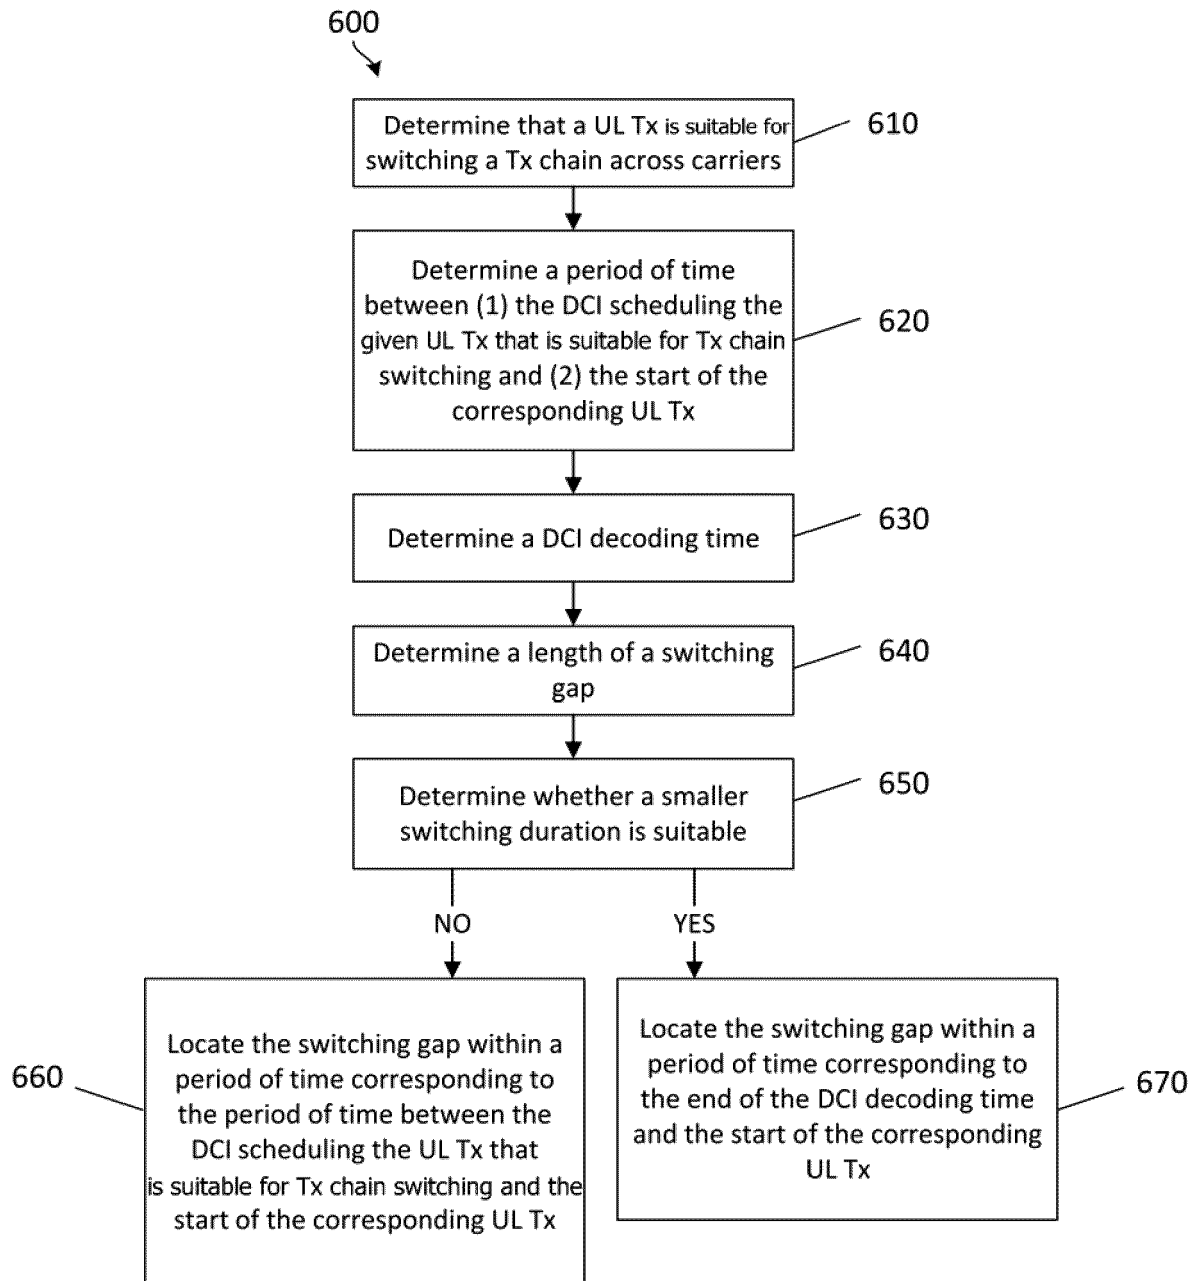 600
Determine that a UL Tx is suitable for
switching a Tx chain across carriers
610
Determine a period of time
between (1) the DCI scheduling the
given UL Tx that is suitable for Tx chain
switching and (2) the start of the
corresponding UL Tx
620
Determine a DCI decoding time
630
Determine a length of a switching
gap
640
Determine whether a smaller
switching duration is suitable
650
NO
YES
660
Locate the switching gap within a
period of time corresponding to
the period of time between the
DCI scheduling the UL Tx that
is suitable for Tx chain switching and the
start of the corresponding UL Tx
Locate the switching gap within a
period of time corresponding to
the end of the DCI decoding time
and the start of the corresponding
UL Tx
670